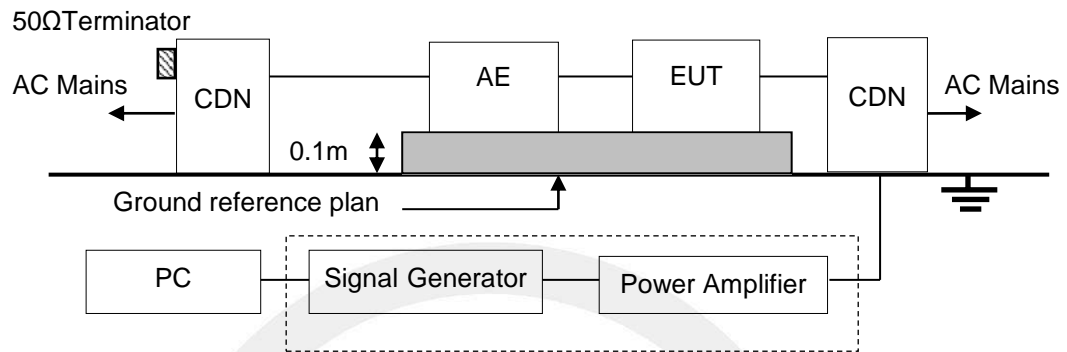 50ΩTerminator
AC Mains
CDN
AE
EUT
CDN
AC Mains
0.1m
Ground reference plan
PC
Signal Generator
Power Amplifier